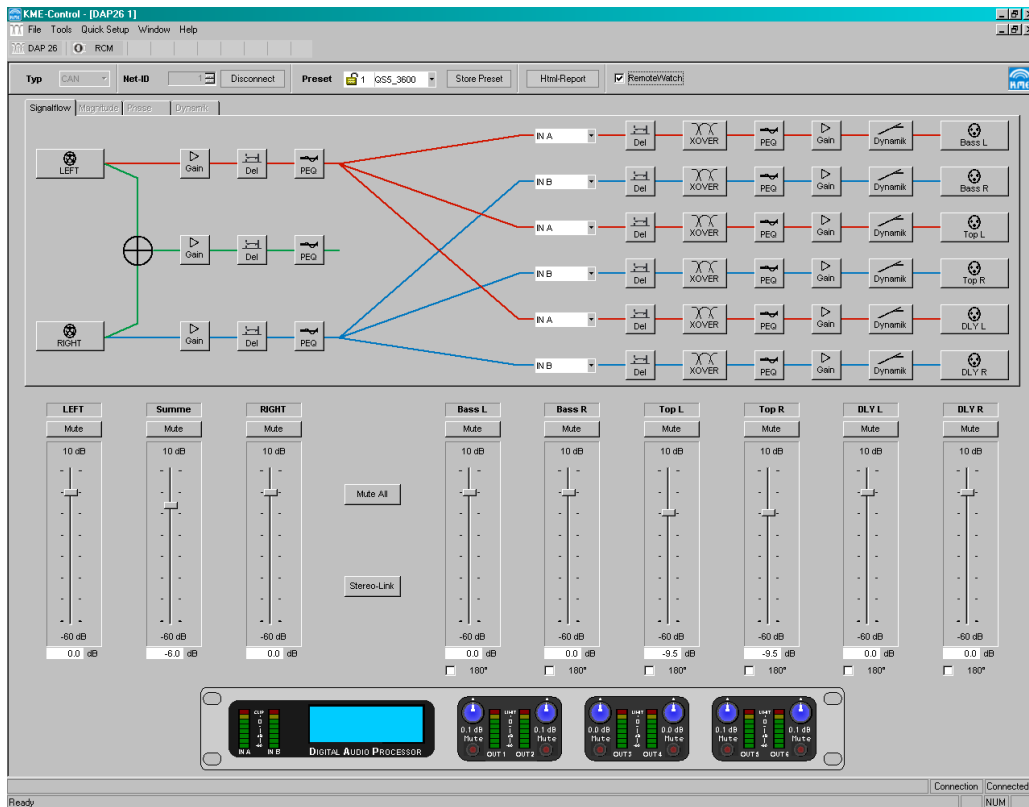 KME-Control - [DAP26 1]
File Tools Quick Setup Window Help
DAP 26 RCM
Typ CAN Net-ID 1 Disconnect Preset 1 QS5_3600 Store Preset Html-Report RemoteWatch KME
Signalflow Magnitude Phase Dynamik
IN A Del XOVER PEQ Gain Dynamik Bass L
LEFT Gain Del PEQ
IN B Del XOVER PEQ Gain Dynamik Bass R
IN A Del XOVER PEQ Gain Dynamik Top L
Gain Del PEQ
IN B Del XOVER PEQ Gain Dynamik Top R
IN A Del XOVER PEQ Gain Dynamik DLY L
RIGHT Gain Del PEQ
IN B Del XOVER PEQ Gain Dynamik DLY R
LEFT Summe RIGHT Bass L Bass R Top L Top R DLY L DLY R
Mute Mute Mute Mute Mute Mute Mute Mute Mute
10 dB 10 dB 10 dB 10 dB 10 dB 10 dB 10 dB 10 dB 10 dB
Mute All
Stereo-Link
-60 dB -60 dB -60 dB -60 dB -60 dB -60 dB -60 dB -60 dB -60 dB
0.0 dB -6.0 dB 0.0 dB 0.0 dB 0.0 dB -9.5 dB -9.5 dB 0.0 dB 0.0 dB
180° 180° 180° 180° 180° 180°
CLIP LIMIT LIMIT LIMIT
0.1 dB 0.1 dB 0.0 dB 0.0 dB 0.1 dB 0.1 dB
Mute Mute Mute Mute Mute Mute
IN A IN B OUT 1 OUT 2 OUT 3 OUT 4 OUT 5 OUT 6
DIGITAL AUDIO PROCESSOR
Connection Connected
Ready NUM